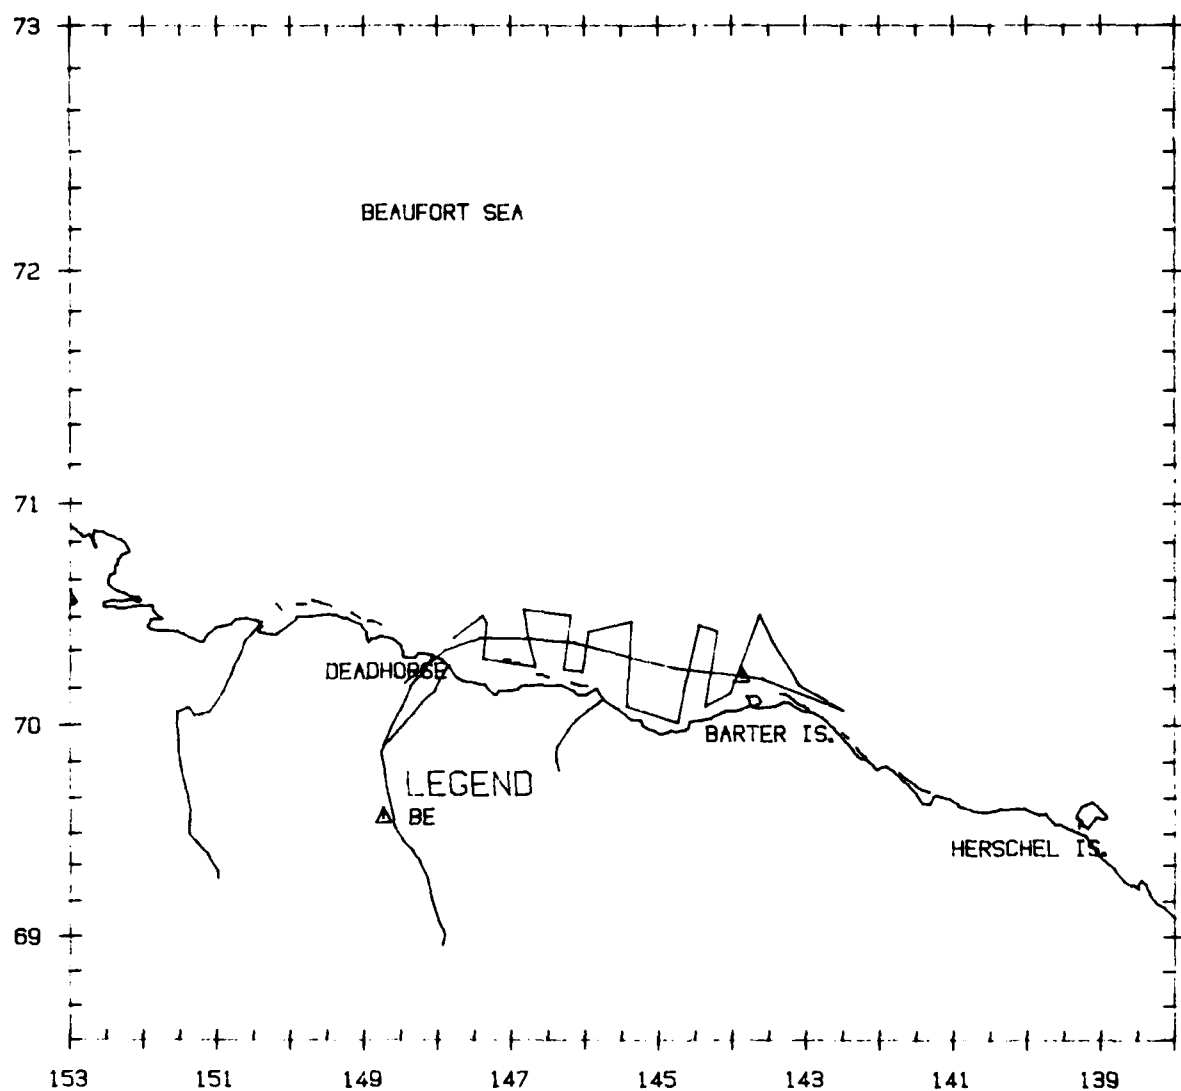 73
BEAUFORT SEA
72
71
DEADHORSE
70
BARTER IS.
LEGEND
BE
HERSCHEL IS.
69
153 151 149 147 145 143 141 139